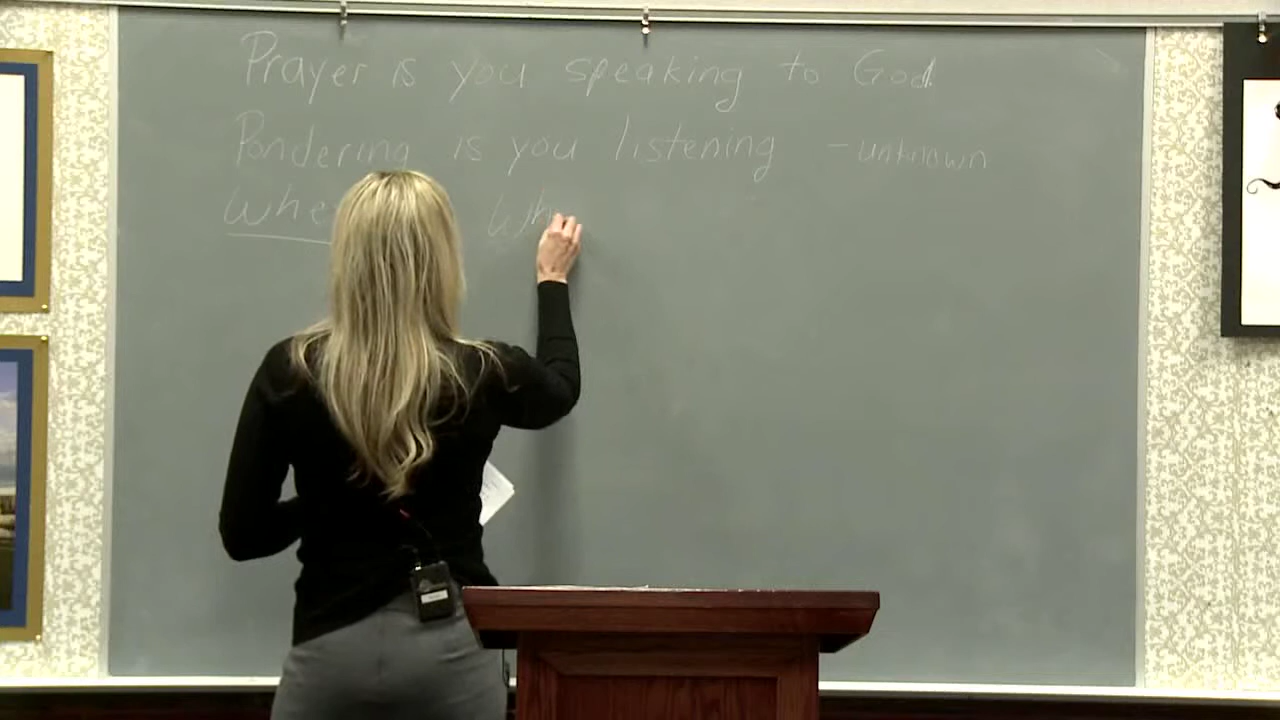 Prayer is you speaking to God
Pondering is you listening - unknown